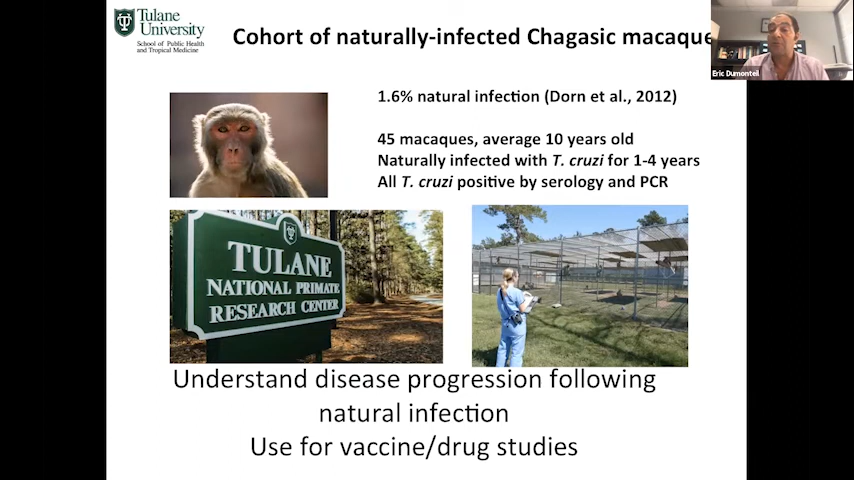 Tulane
University
School of Public Health
and Tropical Medicine
Cohort of naturally-infected Chagasic macaque
Eric Dumonteil
1.6% natural infection (Dorn et al., 2012)
45 macaques, average 10 years old
Naturally infected with T. cruzi for 1-4 years
All T. cruzi positive by serology and PCR
TULANE
NATIONAL PRIMATE
RESEARCH CENTER
Understand disease progression following
natural infection
Use for vaccine/drug studies